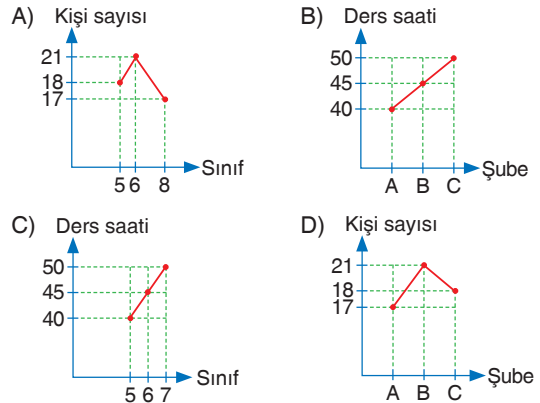 A) Kişi sayısı
21
18
17
5 6 8
Sınıf
B) Ders saati
50
45
40
A B C
Şube
C) Ders saati
50
45
40
5 6 7
Sınıf
D) Kişi sayısı
21
18
17
A B C
Şube